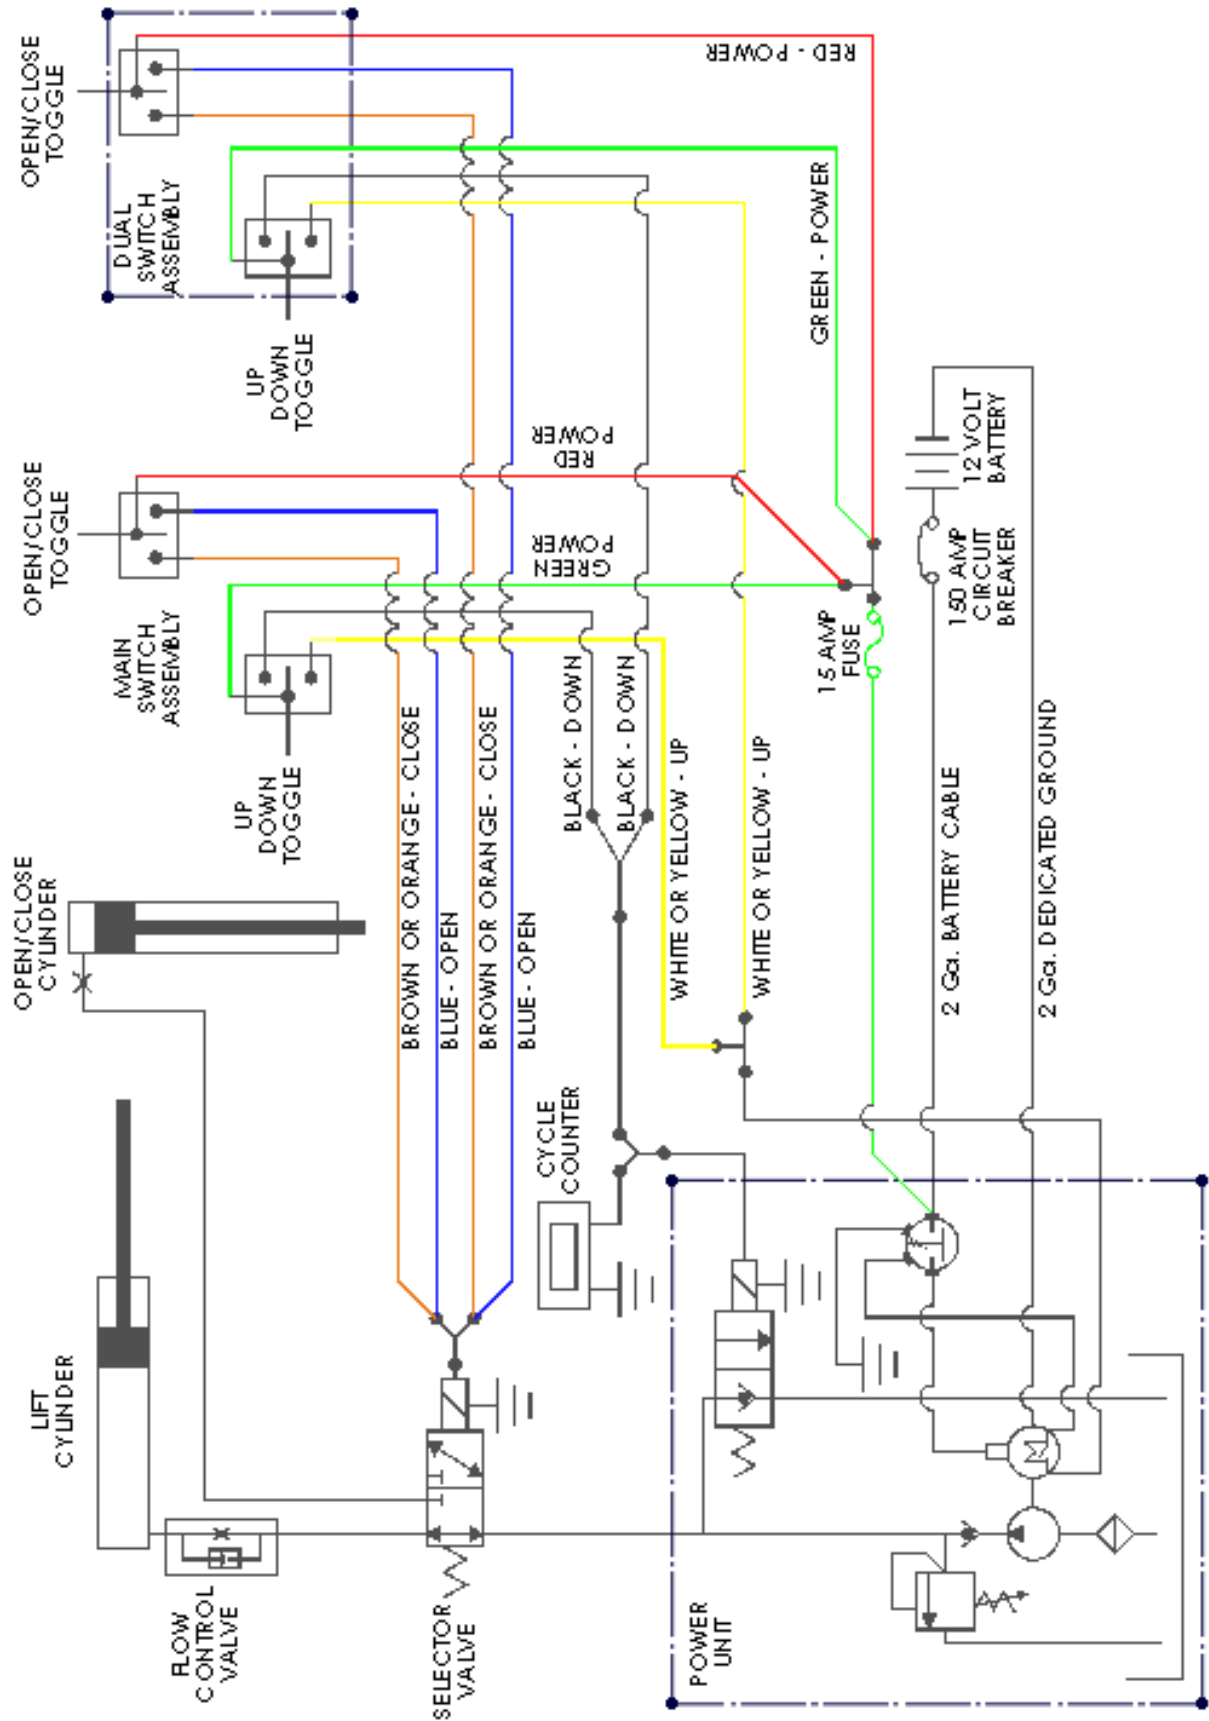 OPEN/CLOSE
TOGGLE
DUAL
SWITCH
ASSEMBLY
UP
DOWN
TOGGLE
RED - POWER
GREEN - POWER
OPEN/CLOSE
TOGGLE
MAIN
SWITCH
ASSEMBLY
UP
DOWN
TOGGLE
RED
POWER
GREEN
POWER
12 VOLT
BATTERY
150 AMP
CIRCUIT
BREAKER
15 AMP
FUSE
OPEN/CLOSE
CYLINDER
BROWN OR ORANGE - CLOSE
BLUE - OPEN
BROWN OR ORANGE - CLOSE
BLUE - OPEN
BLACK - DOWN
BLACK - DOWN
WHITE OR YELLOW - UP
WHITE OR YELLOW - UP
2 Ga. BATTERY CABLE
2 Ga. DEDICATED GROUND
CYCLE
COUNTER
LIFT
CYLINDER
FLOW
CONTROL
VALVE
SELECTOR
VALVE
POWER
UNIT
M